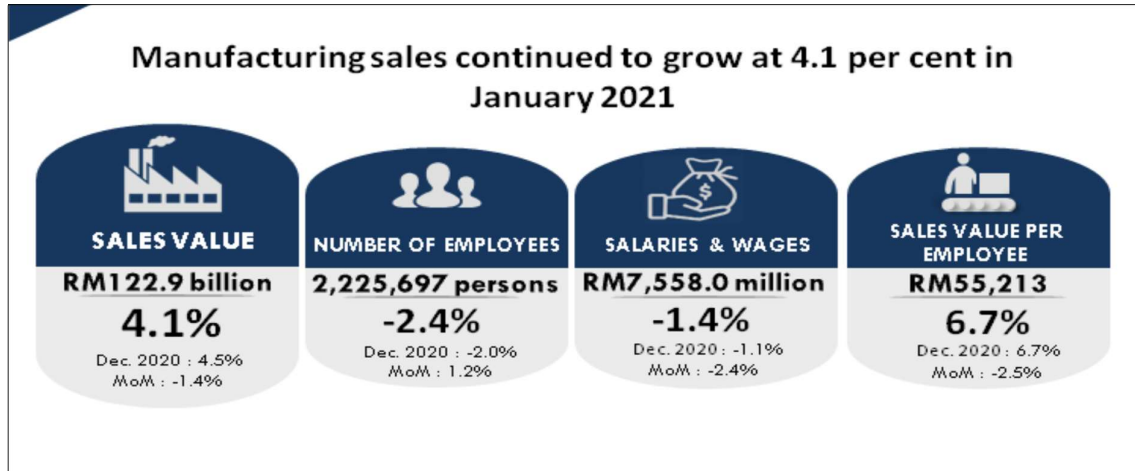 Manufacturing sales continued to grow at 4.1 per cent in
January 2021
SALES VALUE
RM122.9 billion
4.1%
Dec. 2020 : 4.5%
MoM : -1.4%
NUMBER OF EMPLOYEES
2,225,697 persons
-2.4%
Dec. 2020 : -2.0%
MoM : 1.2%
$
SALARIES & WAGES
RM7,558.0 million
-1.4%
Dec. 2020 : -1.1%
MoM : -2.4%
SALES VALUE PER
EMPLOYEE
RM55,213
6.7%
Dec. 2020 : 6.7%
MoM : -2.5%